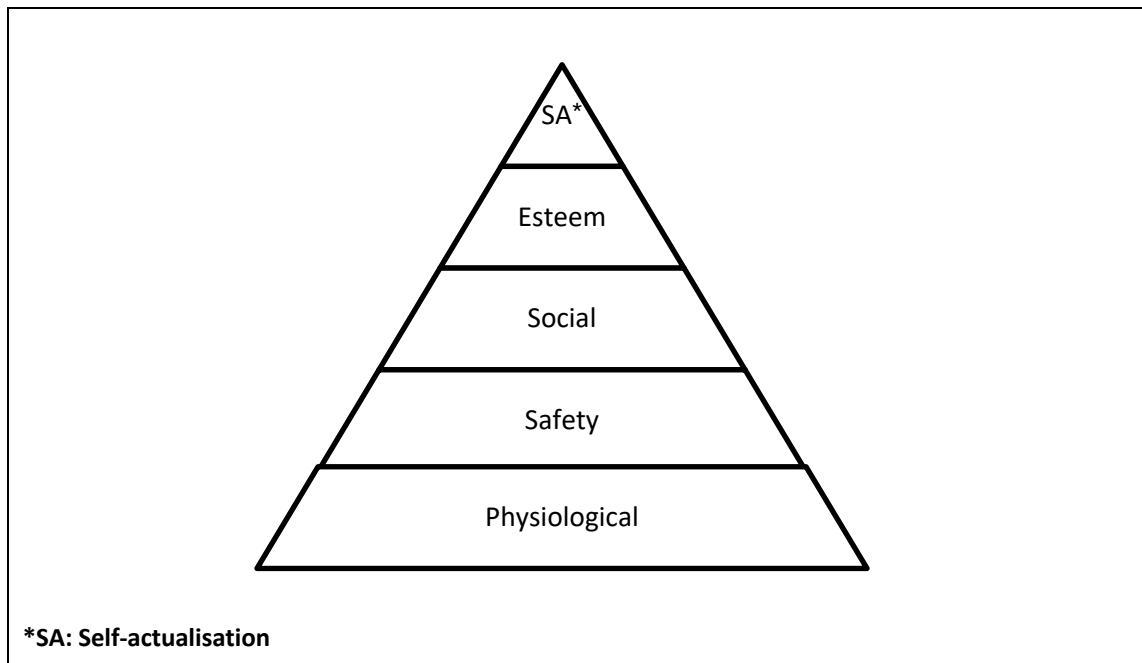 SA*
Esteem
Social
Safety
Physiological
*SA: Self-actualisation